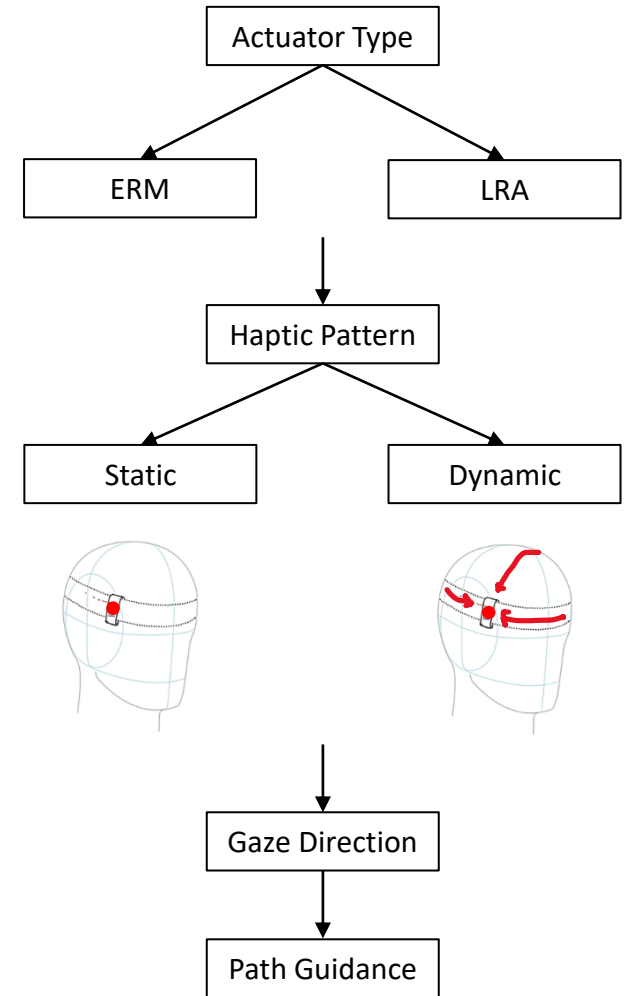 Actuator Type
ERM
LRA
Haptic Pattern
Static
Dynamic
Gaze Direction
Path Guidance